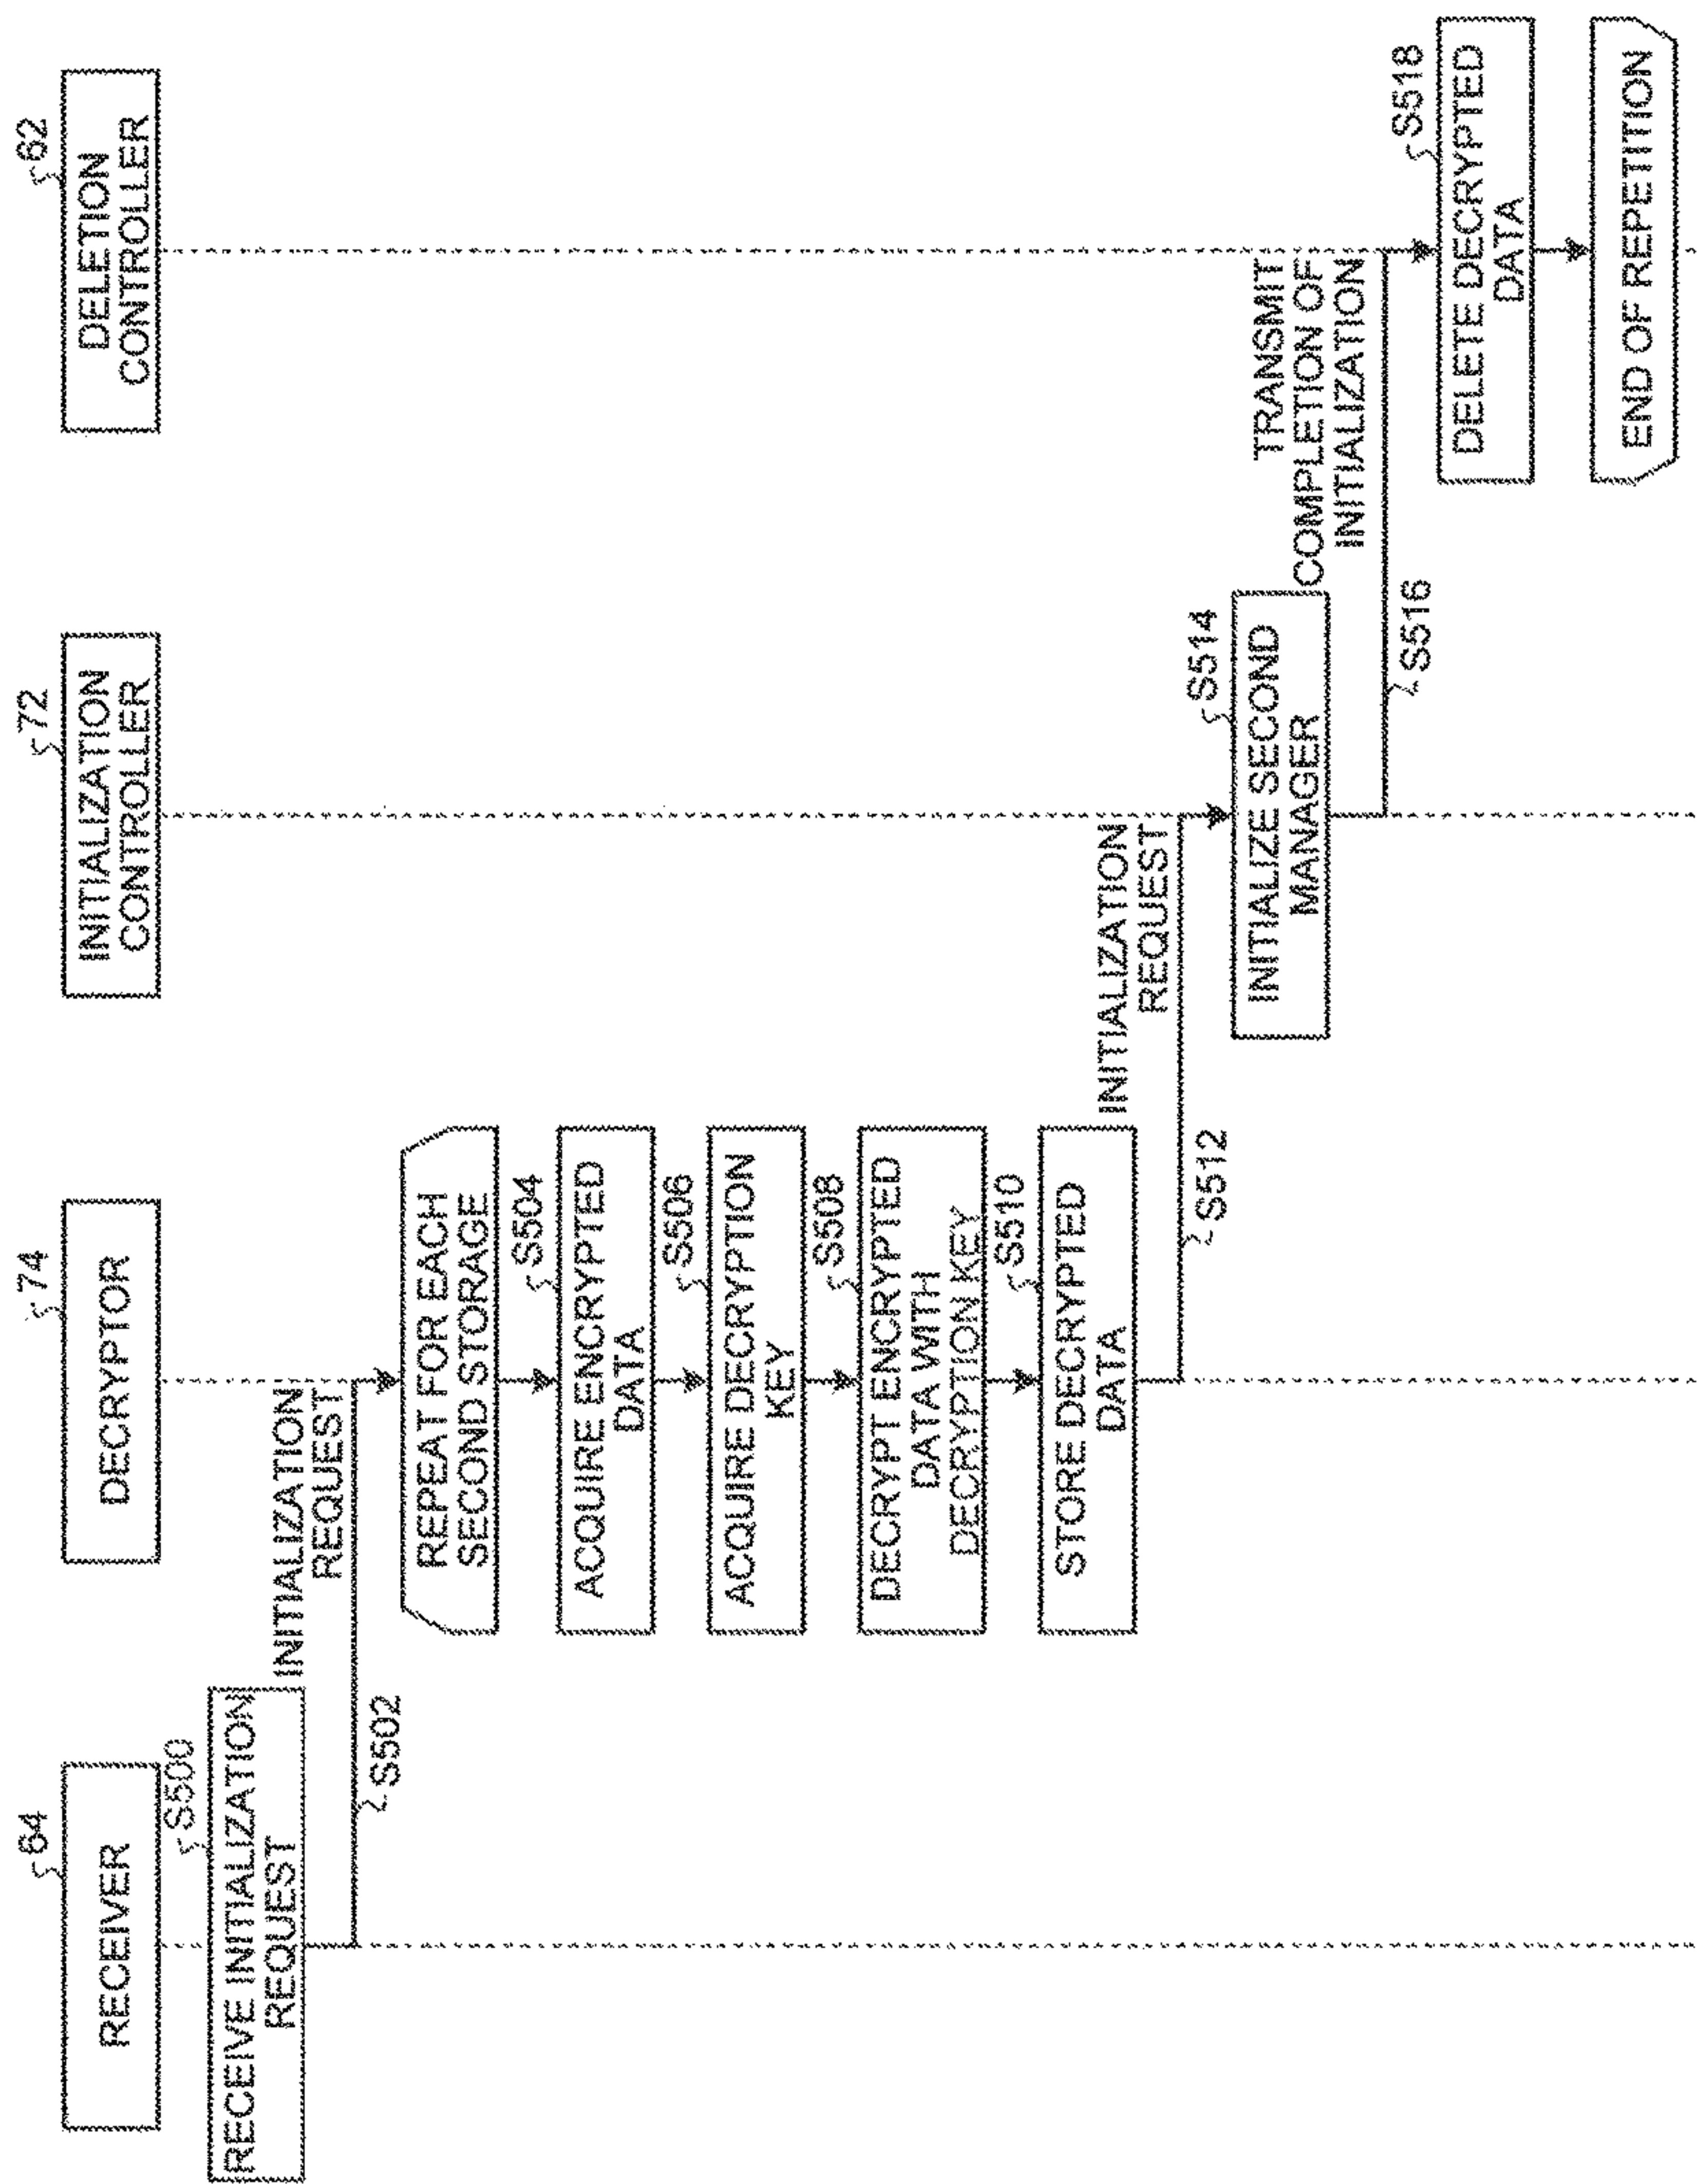 64
RECEIVER
74
DECRYPTOR
72
INITIALIZATION
CONTROLLER
62
DELETION
CONTROLLER
S500
RECEIVE INITIALIZATION
REQUEST
INITIALIZATION
REQUEST
S502
REPEAT FOR EACH
SECOND STORAGE
S504
ACQUIRE ENCRYPTED
DATA
S506
ACQUIRE DECRYPTION
KEY
S508
DECRYPT ENCRYPTED
DATA WITH
DECRYPTION KEY
S510
STORE DECRYPTED
DATA
INITIALIZATION
REQUEST
S512
S514
INITIALIZE SECOND
MANAGER
TRANSMIT
COMPLETION OF
INITIALIZATION
S516
S518
DELETE DECRYPTED
DATA
END OF REPETITION